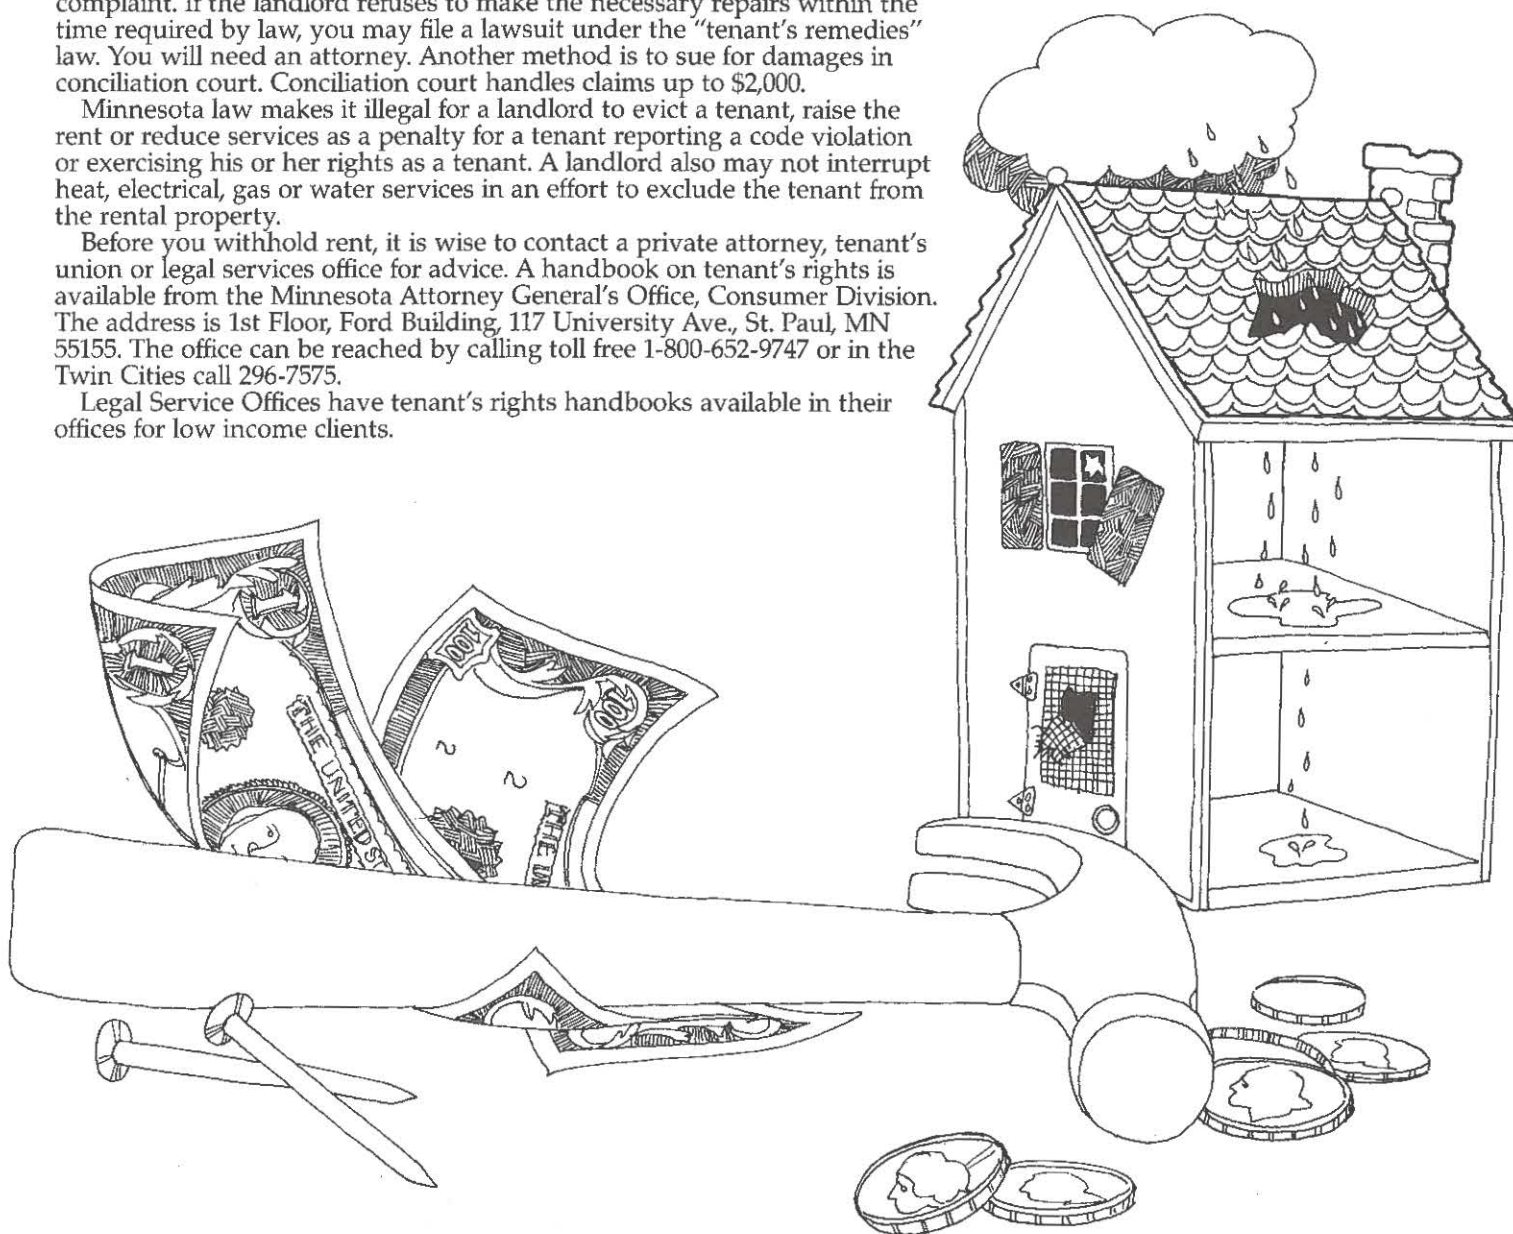 complaint. If the landlord refuses to make the necessary repairs within the
time required by law, you may file a lawsuit under the “tenant’s remedies”
law. You will need an attorney. Another method is to sue for damages in
conciliation court. Conciliation court handles claims up to $2,000.
Minnesota law makes it illegal for a landlord to evict a tenant, raise the
rent or reduce services as a penalty for a tenant reporting a code violation
or exercising his or her rights as a tenant. A landlord also may not interrupt
heat, electrical, gas or water services in an effort to exclude the tenant from
the rental property.
Before you withhold rent, it is wise to contact a private attorney, tenant’s
union or legal services office for advice. A handbook on tenant’s rights is
available from the Minnesota Attorney General’s Office, Consumer Division.
The address is 1st Floor, Ford Building, 117 University Ave., St. Paul, MN
55155. The office can be reached by calling toll free 1-800-652-9747 or in the
Twin Cities call 296-7575.
Legal Service Offices have tenant’s rights handbooks available in their
offices for low income clients.
1
1
THE UNITED ST
100
100
2
2
THE UN